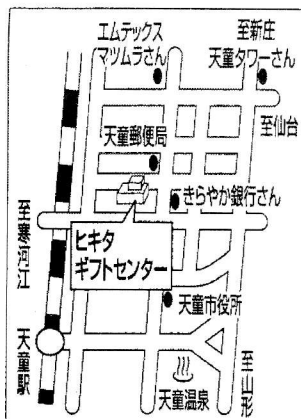 エムテックス
マツムラさん
至新庄
天童タワーさん
至仙台
天童郵便局
きらやか銀行さん
至寒河江
ヒキタ
ギフトセンター
天童市役所
天童駅
天童温泉
至山形